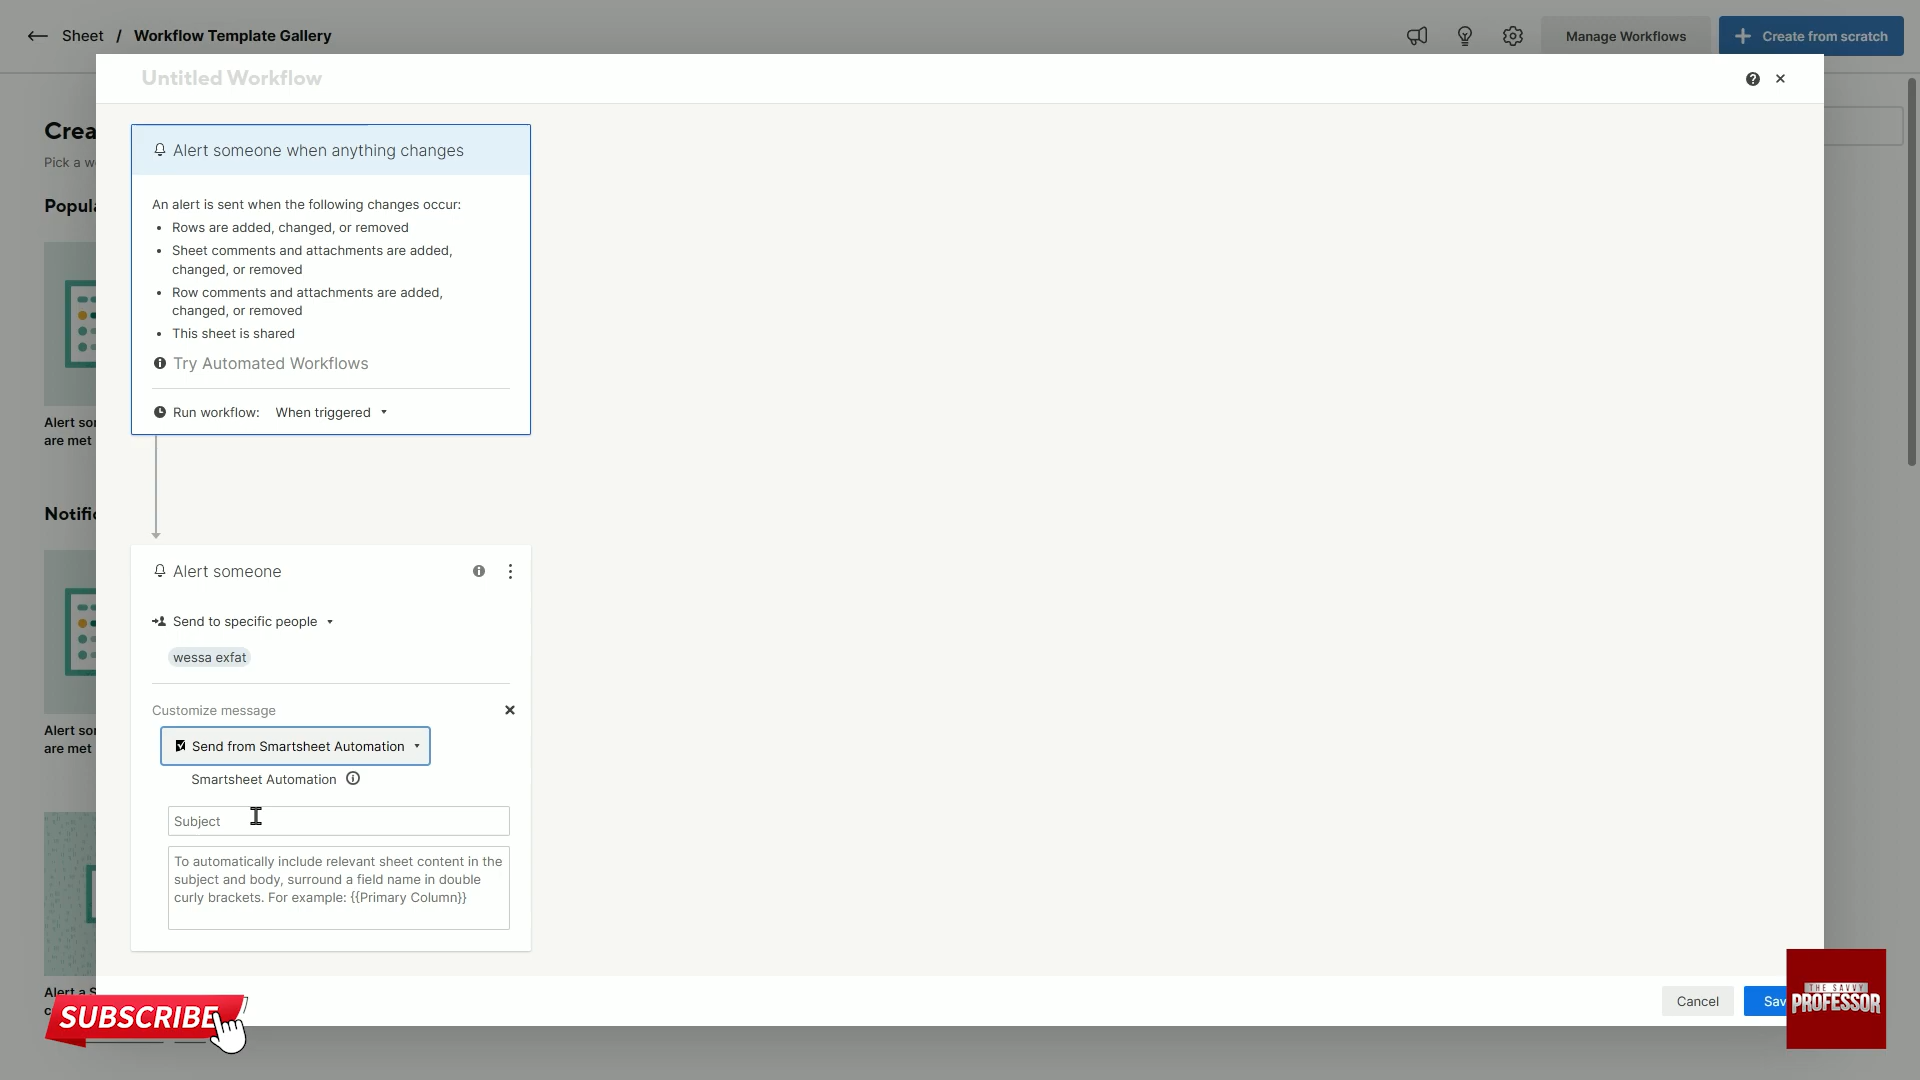 Sheet / Workflow Template Gallery
Manage Workflows
Create from scratch
Untitled Workflow
Crea
Pick a w
Popula
Alert son
are met
Notific
Alert son
are met
Alert a S
c
Alert someone when anything changes
An alert is sent when the following changes occur:
• Rows are added, changed, or removed
• Sheet comments and attachments are added,
changed, or removed
• Row comments and attachments are added,
changed, or removed
• This sheet is shared
Try Automated Workflows
Run workflow: When triggered
Alert someone
Send to specific people
wessa exfat
Customize message
Send from Smartsheet Automation
Smartsheet Automation
Subject
To automatically include relevant sheet content in the
subject and body, surround a field name in double
curly brackets. For example: {{Primary Column}}
Cancel
Sav
SUBSCRIBE
THE SAVVY
PROFESSOR